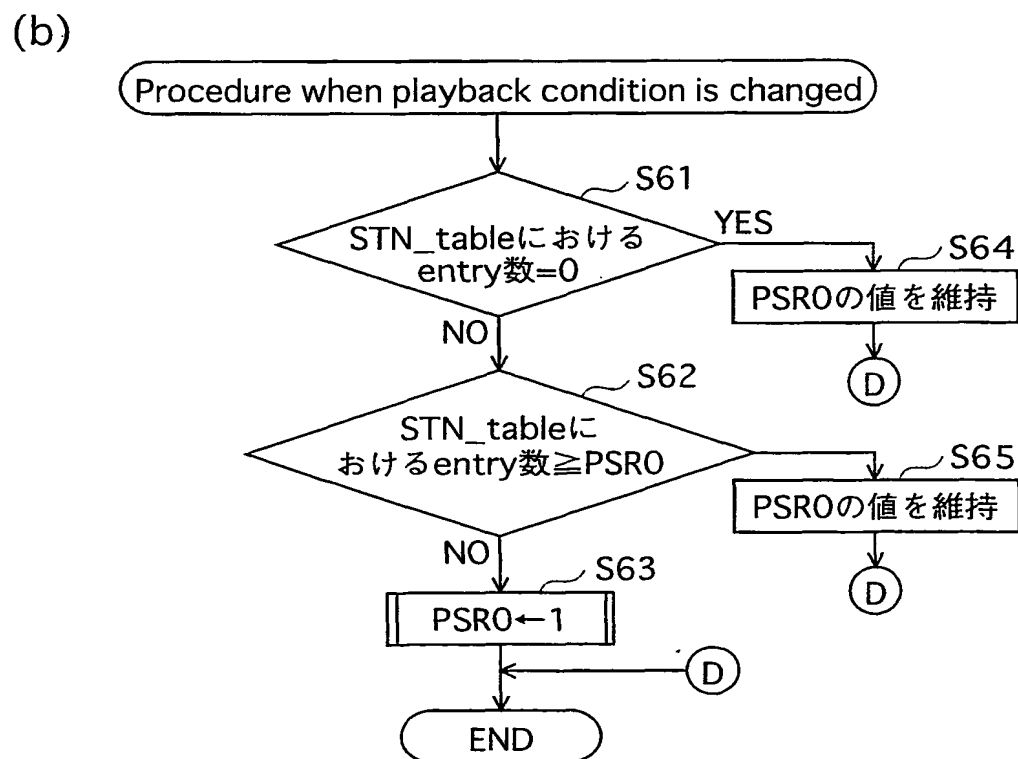 (b)
Procedure when playback condition is changed
S61
STN_tableにおける
entry数=0
YES
S64
PSR0の値を維持
NO
D
S62
STN_tableに
おけるentry数≧PSR0
S65
PSR0の値を維持
NO
D
S63
PSR0←1
D
END